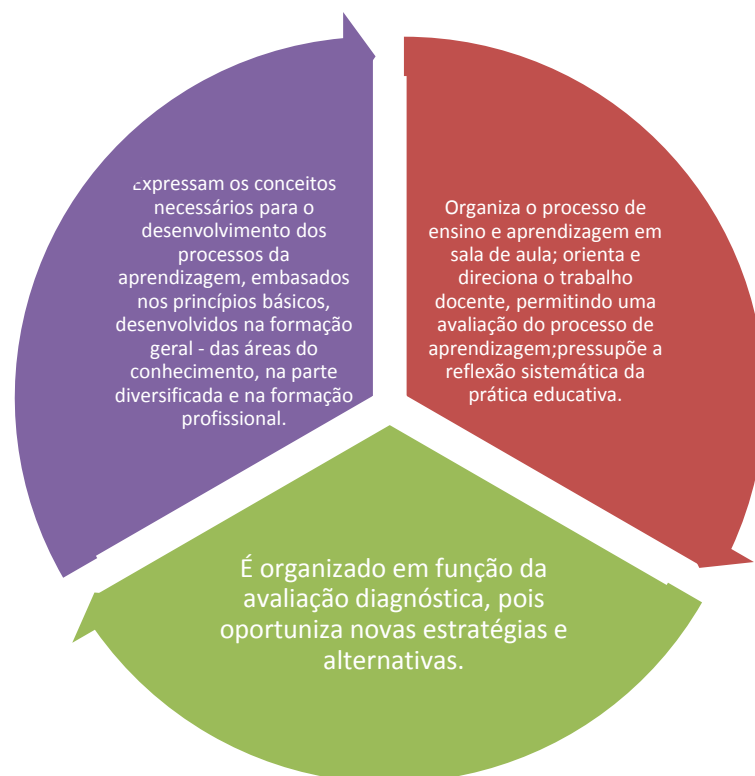 Expressam os conceitos
necessários para o
desenvolvimento dos
processos da
aprendizagem, embasados
nos princípios básicos,
desenvolvidos na formação
geral - das áreas do
conhecimento, na parte
diversificada e na formação
profissional.
Organiza o processo de
ensino e aprendizagem em
sala de aula; orienta e
direciona o trabalho
docente, permitindo uma
avaliação do processo de
aprendizagem;pressupõe a
reflexão sistemática da
prática educativa.
É organizado em função da
avaliação diagnóstica, pois
oportuniza novas estratégias e
alternativas.